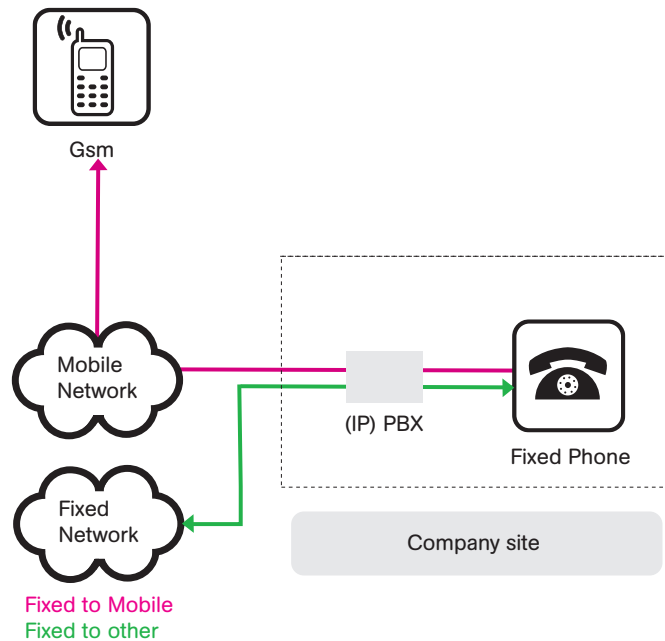 Gsm
Mobile
Network
(IP) PBX
Fixed Phone
Fixed
Network
Company site
Fixed to Mobile
Fixed to other